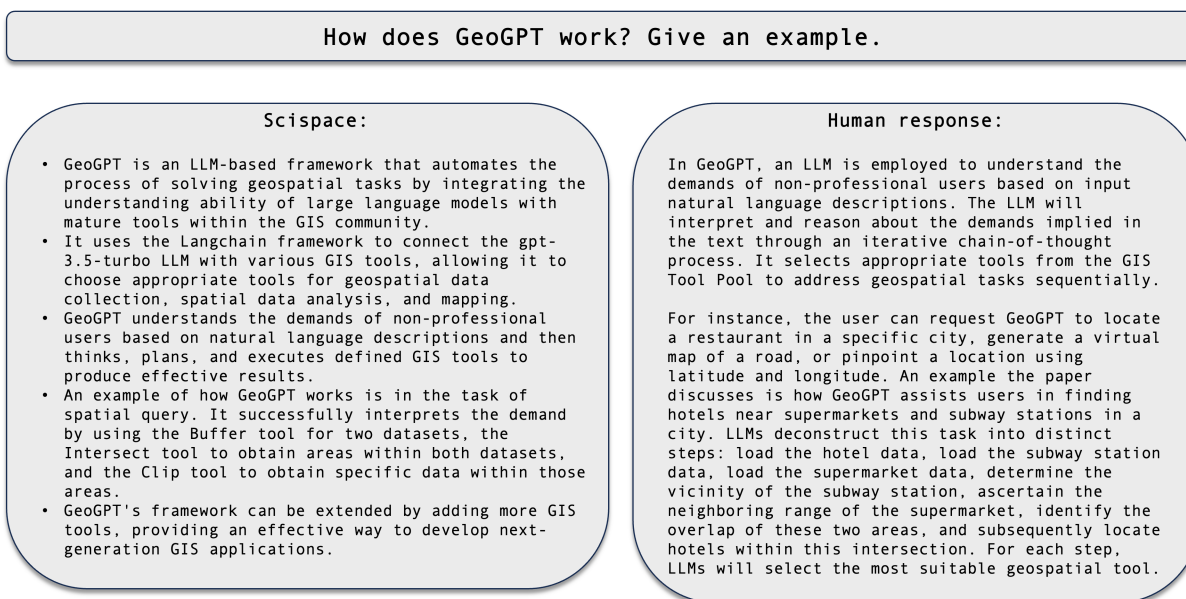 How does GeoGPT work? Give an example.
Scispace:
• GeoGPT is an LLM-based framework that automates the
process of solving geospatial tasks by integrating the
understanding ability of large language models with
mature tools within the GIS community.
• It uses the Langchain framework to connect the gpt-
3.5-turbo LLM with various GIS tools, allowing it to
choose appropriate tools for geospatial data
collection, spatial data analysis, and mapping.
• GeoGPT understands the demands of non-professional
users based on natural language descriptions and then
thinks, plans, and executes defined GIS tools to
produce effective results.
• An example of how GeoGPT works is in the task of
spatial query. It successfully interprets the demand
by using the Buffer tool for two datasets, the
Intersect tool to obtain areas within both datasets,
and the Clip tool to obtain specific data within those
areas.
• GeoGPT's framework can be extended by adding more GIS
tools, providing an effective way to develop next-
generation GIS applications.
Human response:
In GeoGPT, an LLM is employed to understand the
demands of non-professional users based on input
natural language descriptions. The LLM will
interpret and reason about the demands implied in
the text through an iterative chain-of-thought
process. It selects appropriate tools from the GIS
Tool Pool to address geospatial tasks sequentially.
For instance, the user can request GeoGPT to locate
a restaurant in a specific city, generate a virtual
map of a road, or pinpoint a location using
latitude and longitude. An example the paper
discusses is how GeoGPT assists users in finding
hotels near supermarkets and subway stations in a
city. LLMs deconstruct this task into distinct
steps: load the hotel data, load the subway station
data, load the supermarket data, determine the
vicinity of the subway station, ascertain the
neighboring range of the supermarket, identify the
overlap of these two areas, and subsequently locate
hotels within this intersection. For each step,
LLMs will select the most suitable geospatial tool.